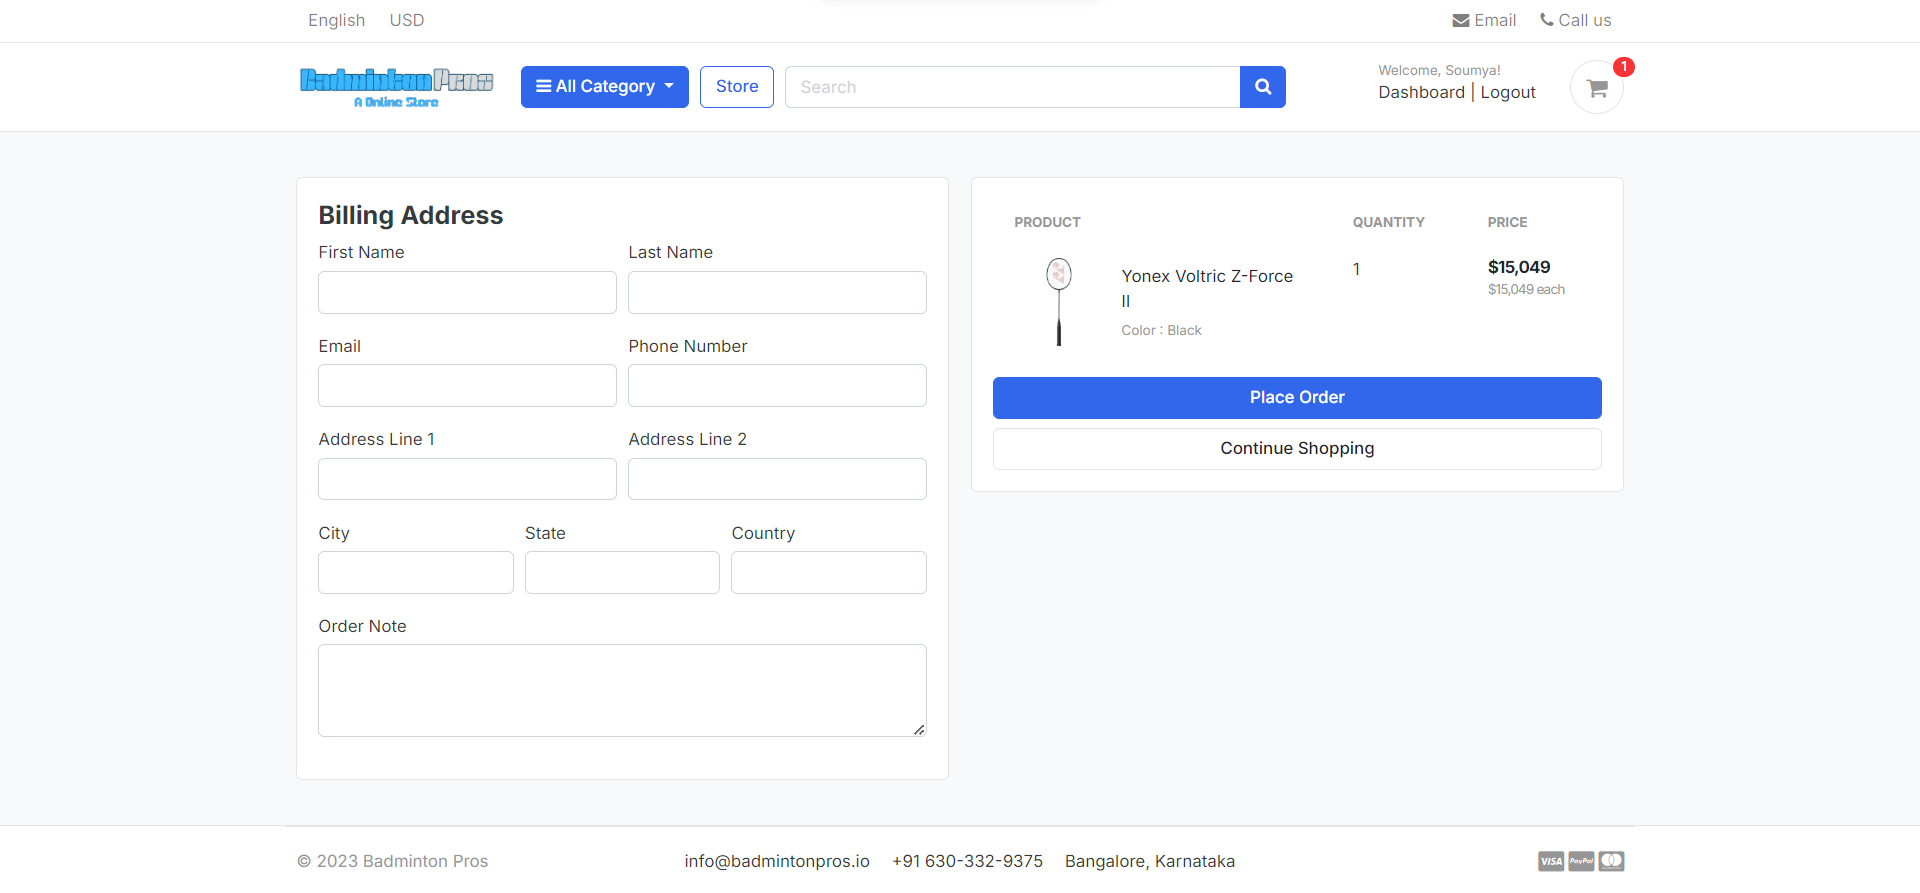 English USD Email Call us
Badminton Pros
A Online Store
All Category Store Search
Welcome, Soumya!
Dashboard | Logout
1
Billing Address
First Name Last Name
Email Phone Number
Address Line 1 Address Line 2
City State Country
Order Note
PRODUCT QUANTITY PRICE
Yonex Voltric Z-Force 1 $15,049
II $15,049 each
Color : Black
Place Order
Continue Shopping
© 2023 Badminton Pros info@badmintonpros.io +91 630-332-9375 Bangalore, Karnataka VISA PayPal